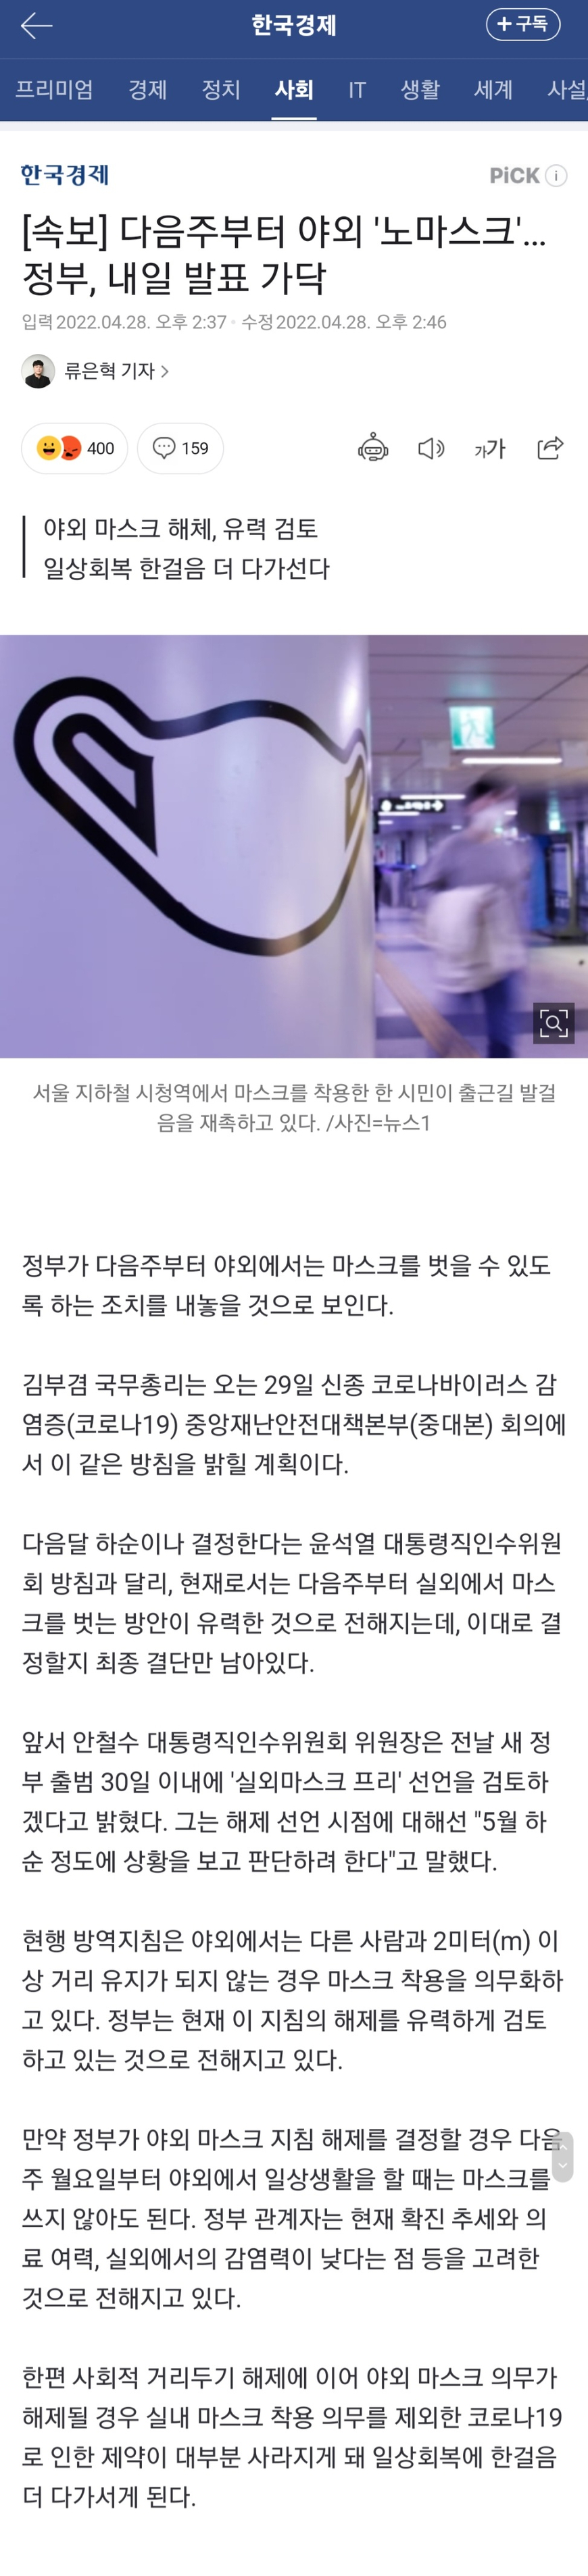 한국경제
+ 구독
프리미엄 경제 정치 사회 IT 생활 세계 사설
한국경제
PiCK
[속보] 다음주부터 야외 '노마스크'...
정부, 내일 발표 가닥
입력 2022.04.28. 오후 2:37 · 수정 2022.04.28. 오후 2:46
류은혁 기자 >
400
159
가가
야외 마스크 해체, 유력 검토
일상회복 한걸음 더 다가선다
서울 지하철 시청역에서 마스크를 착용한 한 시민이 출근길 발걸
음을 재촉하고 있다. /사진=뉴스1
정부가 다음주부터 야외에서는 마스크를 벗을 수 있도
록 하는 조치를 내놓을 것으로 보인다.
김부겸 국무총리는 오는 29일 신종 코로나바이러스 감
염증(코로나19) 중앙재난안전대책본부(중대본) 회의에
서 이 같은 방침을 밝힐 계획이다.
다음달 하순이나 결정한다는 윤석열 대통령직인수위원
회 방침과 달리, 현재로서는 다음주부터 실외에서 마스
크를 벗는 방안이 유력한 것으로 전해지는데, 이대로 결
정할지 최종 결단만 남아있다.
앞서 안철수 대통령직인수위원회 위원장은 전날 새 정
부 출범 30일 이내에 '실외마스크 프리' 선언을 검토하
겠다고 밝혔다. 그는 해제 선언 시점에 대해선 "5월 하
순 정도에 상황을 보고 판단하려 한다"고 말했다.
현행 방역지침은 야외에서는 다른 사람과 2미터(m) 이
상 거리 유지가 되지 않는 경우 마스크 착용을 의무화하
고 있다. 정부는 현재 이 지침의 해제를 유력하게 검토
하고 있는 것으로 전해지고 있다.
만약 정부가 야외 마스크 지침 해제를 결정할 경우 다음
주 월요일부터 야외에서 일상생활을 할 때는 마스크를
쓰지 않아도 된다. 정부 관계자는 현재 확진 추세와 의
료 여력, 실외에서의 감염력이 낮다는 점 등을 고려한
것으로 전해지고 있다.
한편 사회적 거리두기 해제에 이어 야외 마스크 의무가
해제될 경우 실내 마스크 착용 의무를 제외한 코로나19
로 인한 제약이 대부분 사라지게 돼 일상회복에 한걸음
더 다가서게 된다.